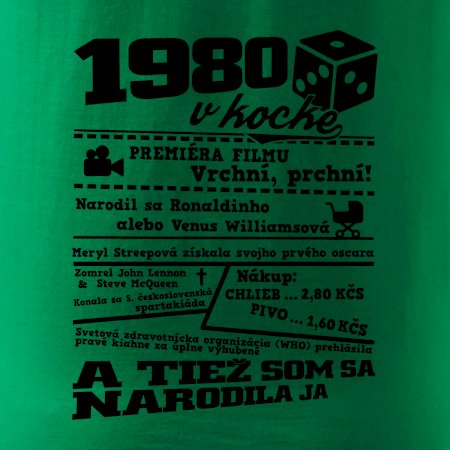 1980
v kocke
PREMIÉRA FILMU
Vrchní, prchní!
Narodil sa Ronaldinho
alebo Venus Williamsová
Meryl Streepová získala svojho prvého oscara
Zomrel John Lennon
& Steve McQueen
Konala sa 5. československá
spartakiáda
Nákup:
CHLIEB ... 2,80 KČS
PIVO ... 1,60 KČS
Svetová zdravotnícka organizácia (WHO) prehlásila
pravé kiahne za úplne vyhubené
A TIEŽ SOM SA
NARODILA JA